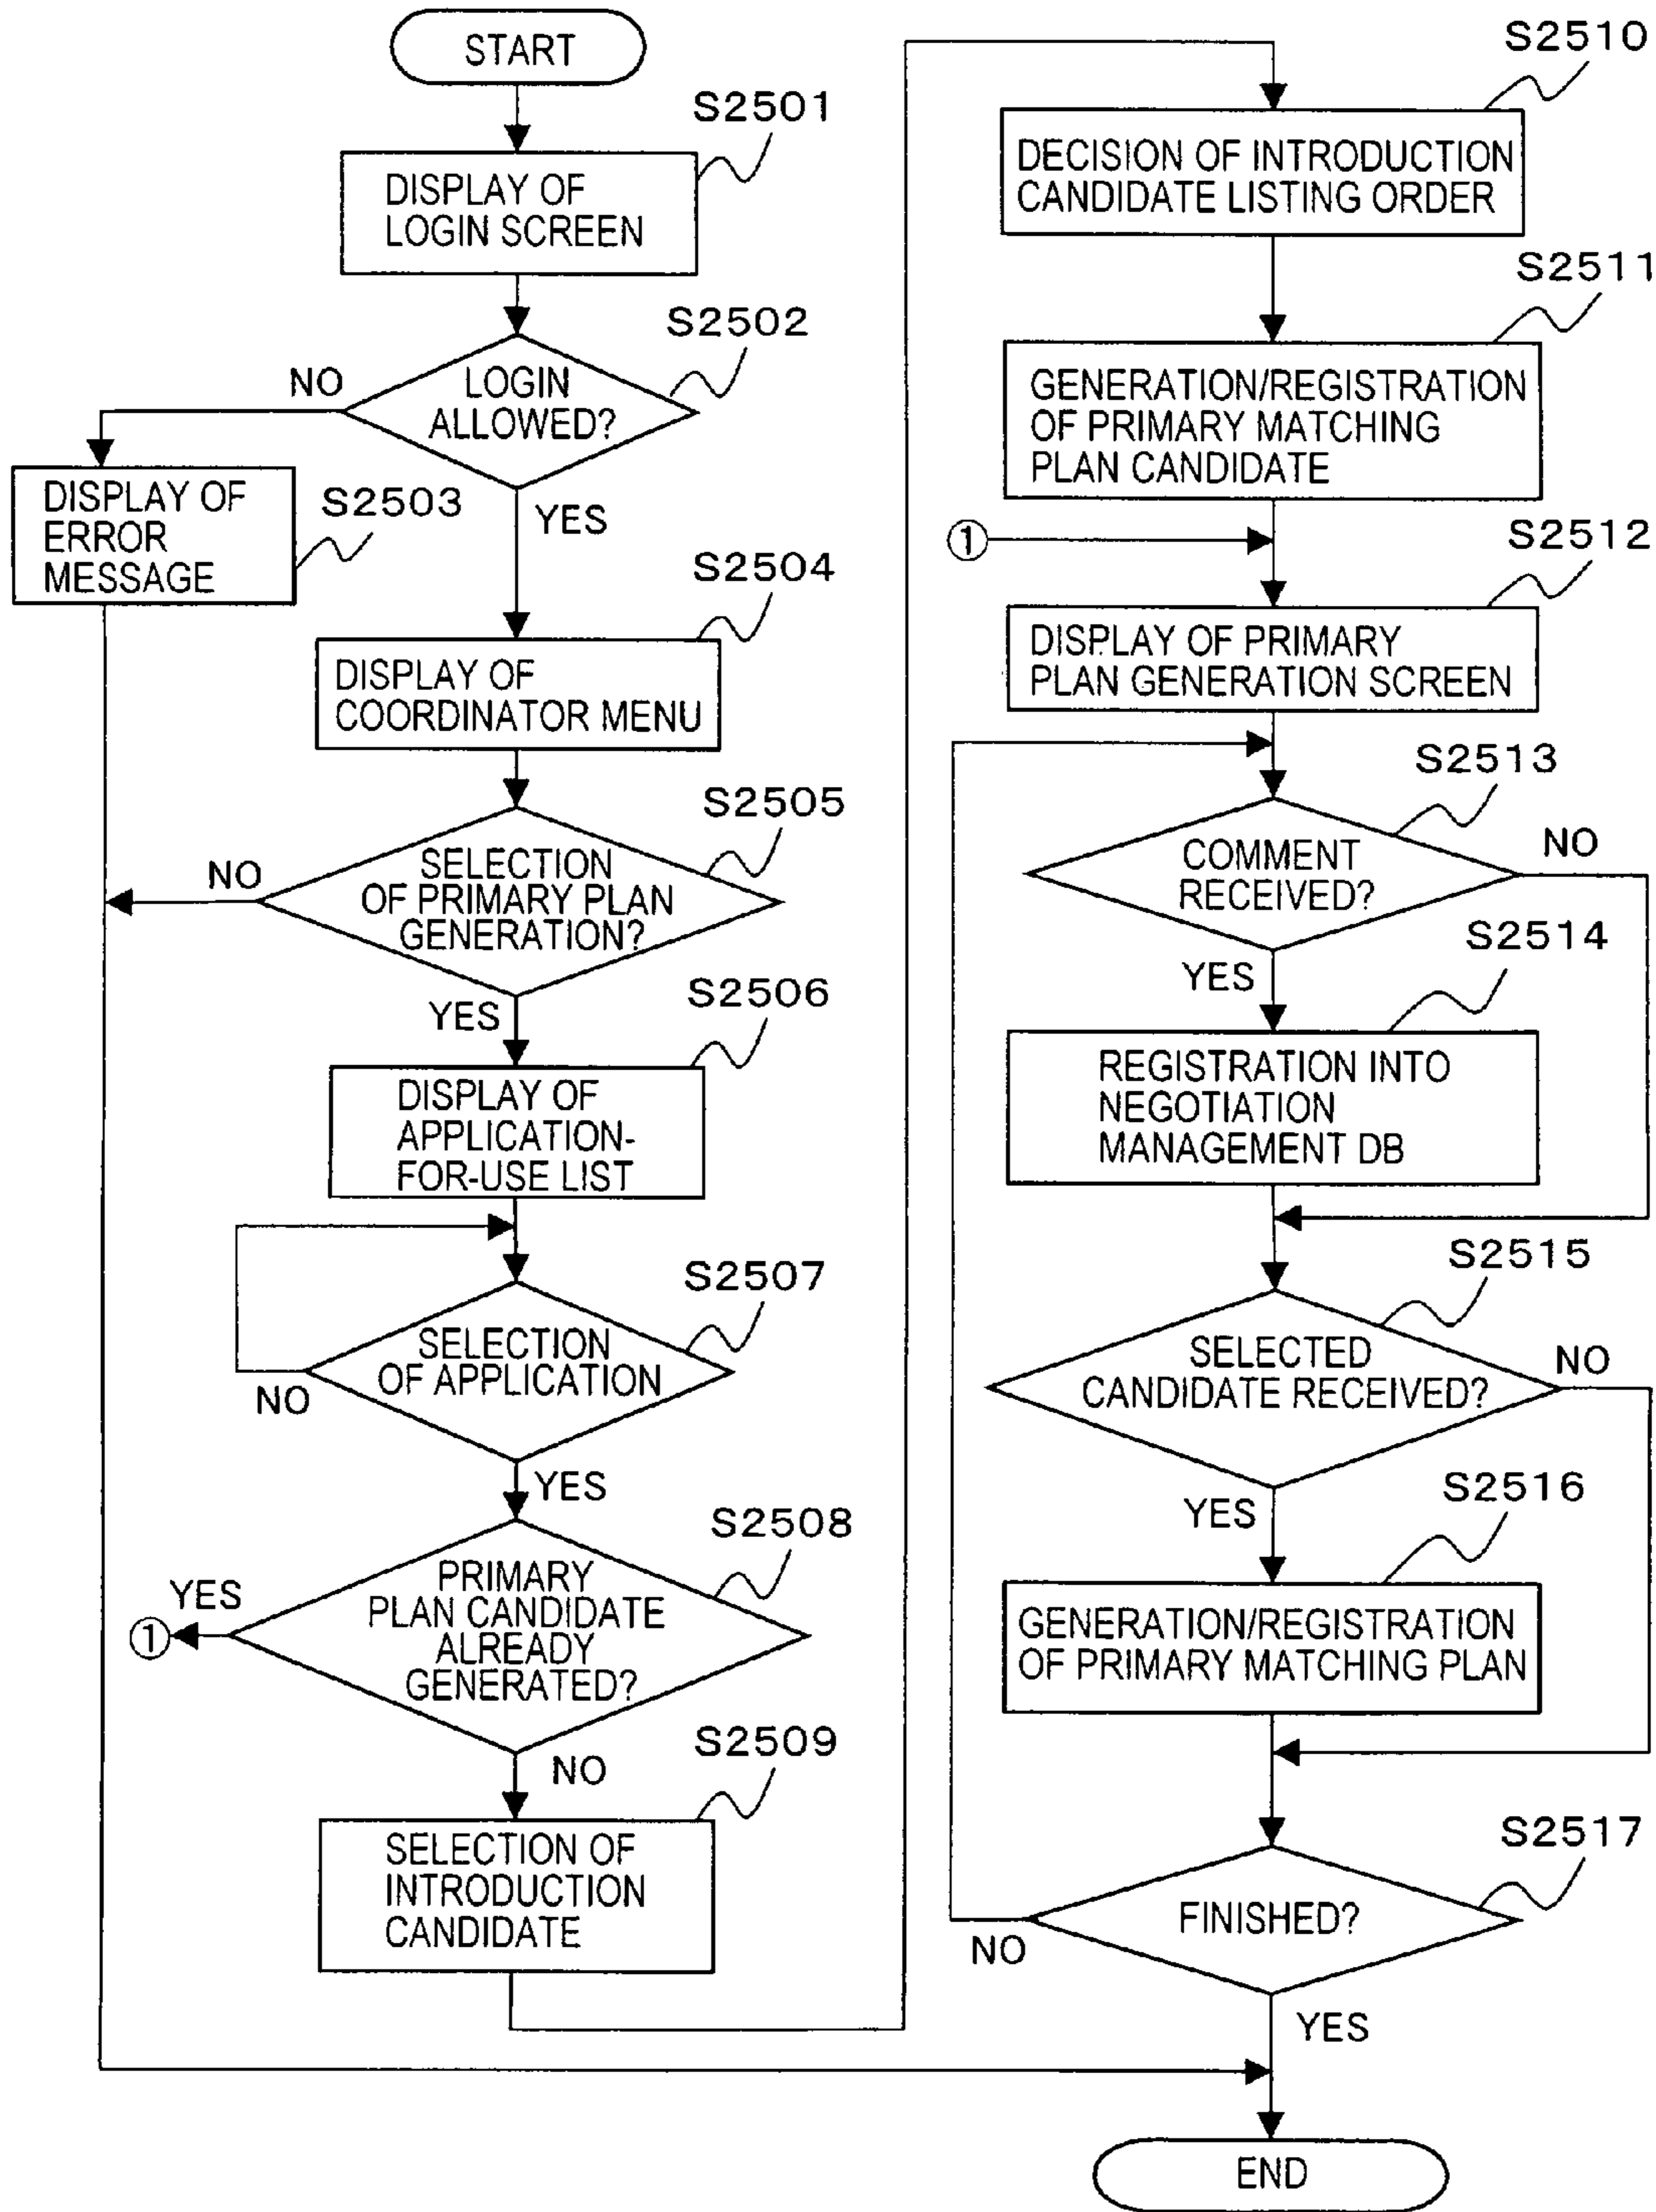 START
S2501
DISPLAY OF
LOGIN SCREEN
S2502
LOGIN
ALLOWED?
NO
YES
DISPLAY OF
ERROR
MESSAGE
S2503
S2504
DISPLAY OF
COORDINATOR MENU
S2505
SELECTION
OF PRIMARY PLAN
GENERATION?
NO
YES
S2506
DISPLAY OF
APPLICATION-
FOR-USE LIST
S2507
SELECTION
OF APPLICATION
NO
YES
S2508
PRIMARY
PLAN CANDIDATE
ALREADY
GENERATED?
YES
①
NO
S2509
SELECTION OF
INTRODUCTION
CANDIDATE
S2510
DECISION OF INTRODUCTION
CANDIDATE LISTING ORDER
S2511
GENERATION/REGISTRATION
OF PRIMARY MATCHING
PLAN CANDIDATE
①
S2512
DISPLAY OF PRIMARY
PLAN GENERATION SCREEN
S2513
COMMENT
RECEIVED?
NO
YES
S2514
REGISTRATION INTO
NEGOTIATION
MANAGEMENT DB
S2515
SELECTED
CANDIDATE RECEIVED?
NO
YES
S2516
GENERATION/REGISTRATION
OF PRIMARY MATCHING PLAN
S2517
FINISHED?
NO
YES
END